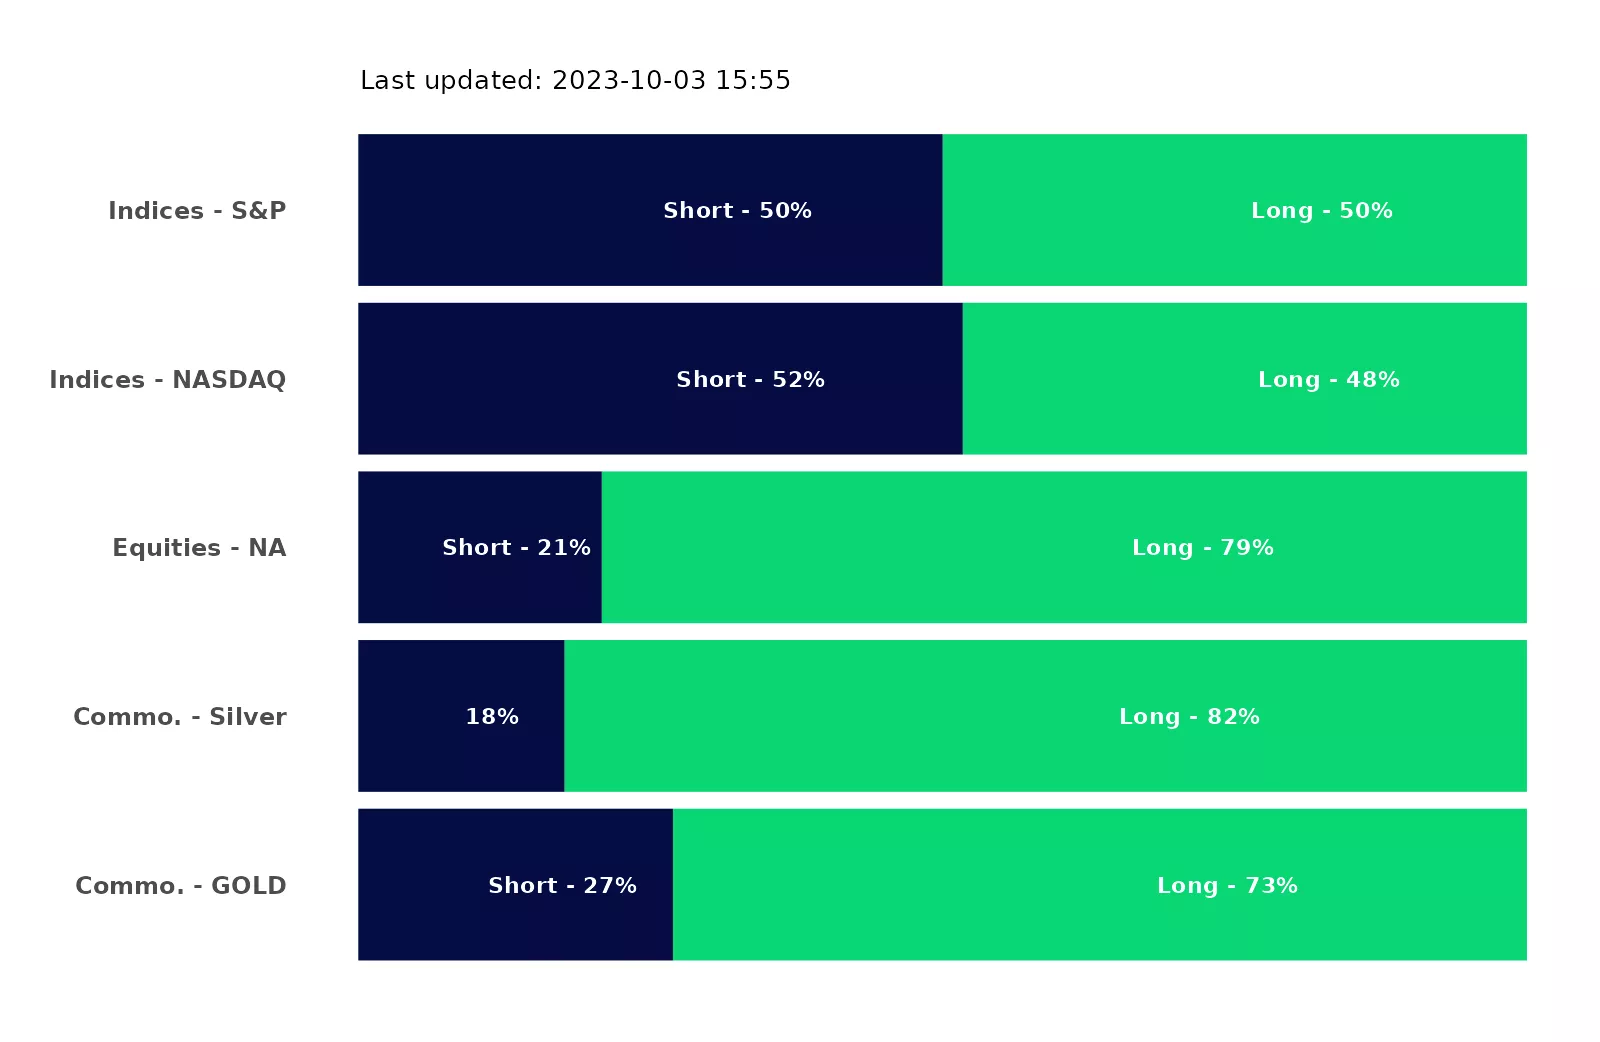 Last updated: 2023-10-03 15:55
Indices - S&P Short - 50% Long - 50%
Indices - NASDAQ Short - 52% Long - 48%
Equities - NA Short - 21% Long - 79%
Commo. - Silver 18% Long - 82%
Commo. - GOLD Short - 27% Long - 73%